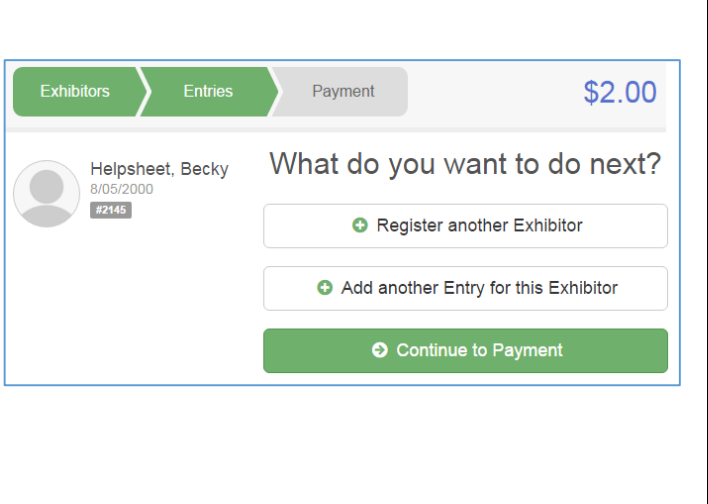 Exhibitors Entries Payment $2.00
Helpsheet, Becky
8/05/2000
#2145
What do you want to do next?
Register another Exhibitor
Add another Entry for this Exhibitor
Continue to Payment